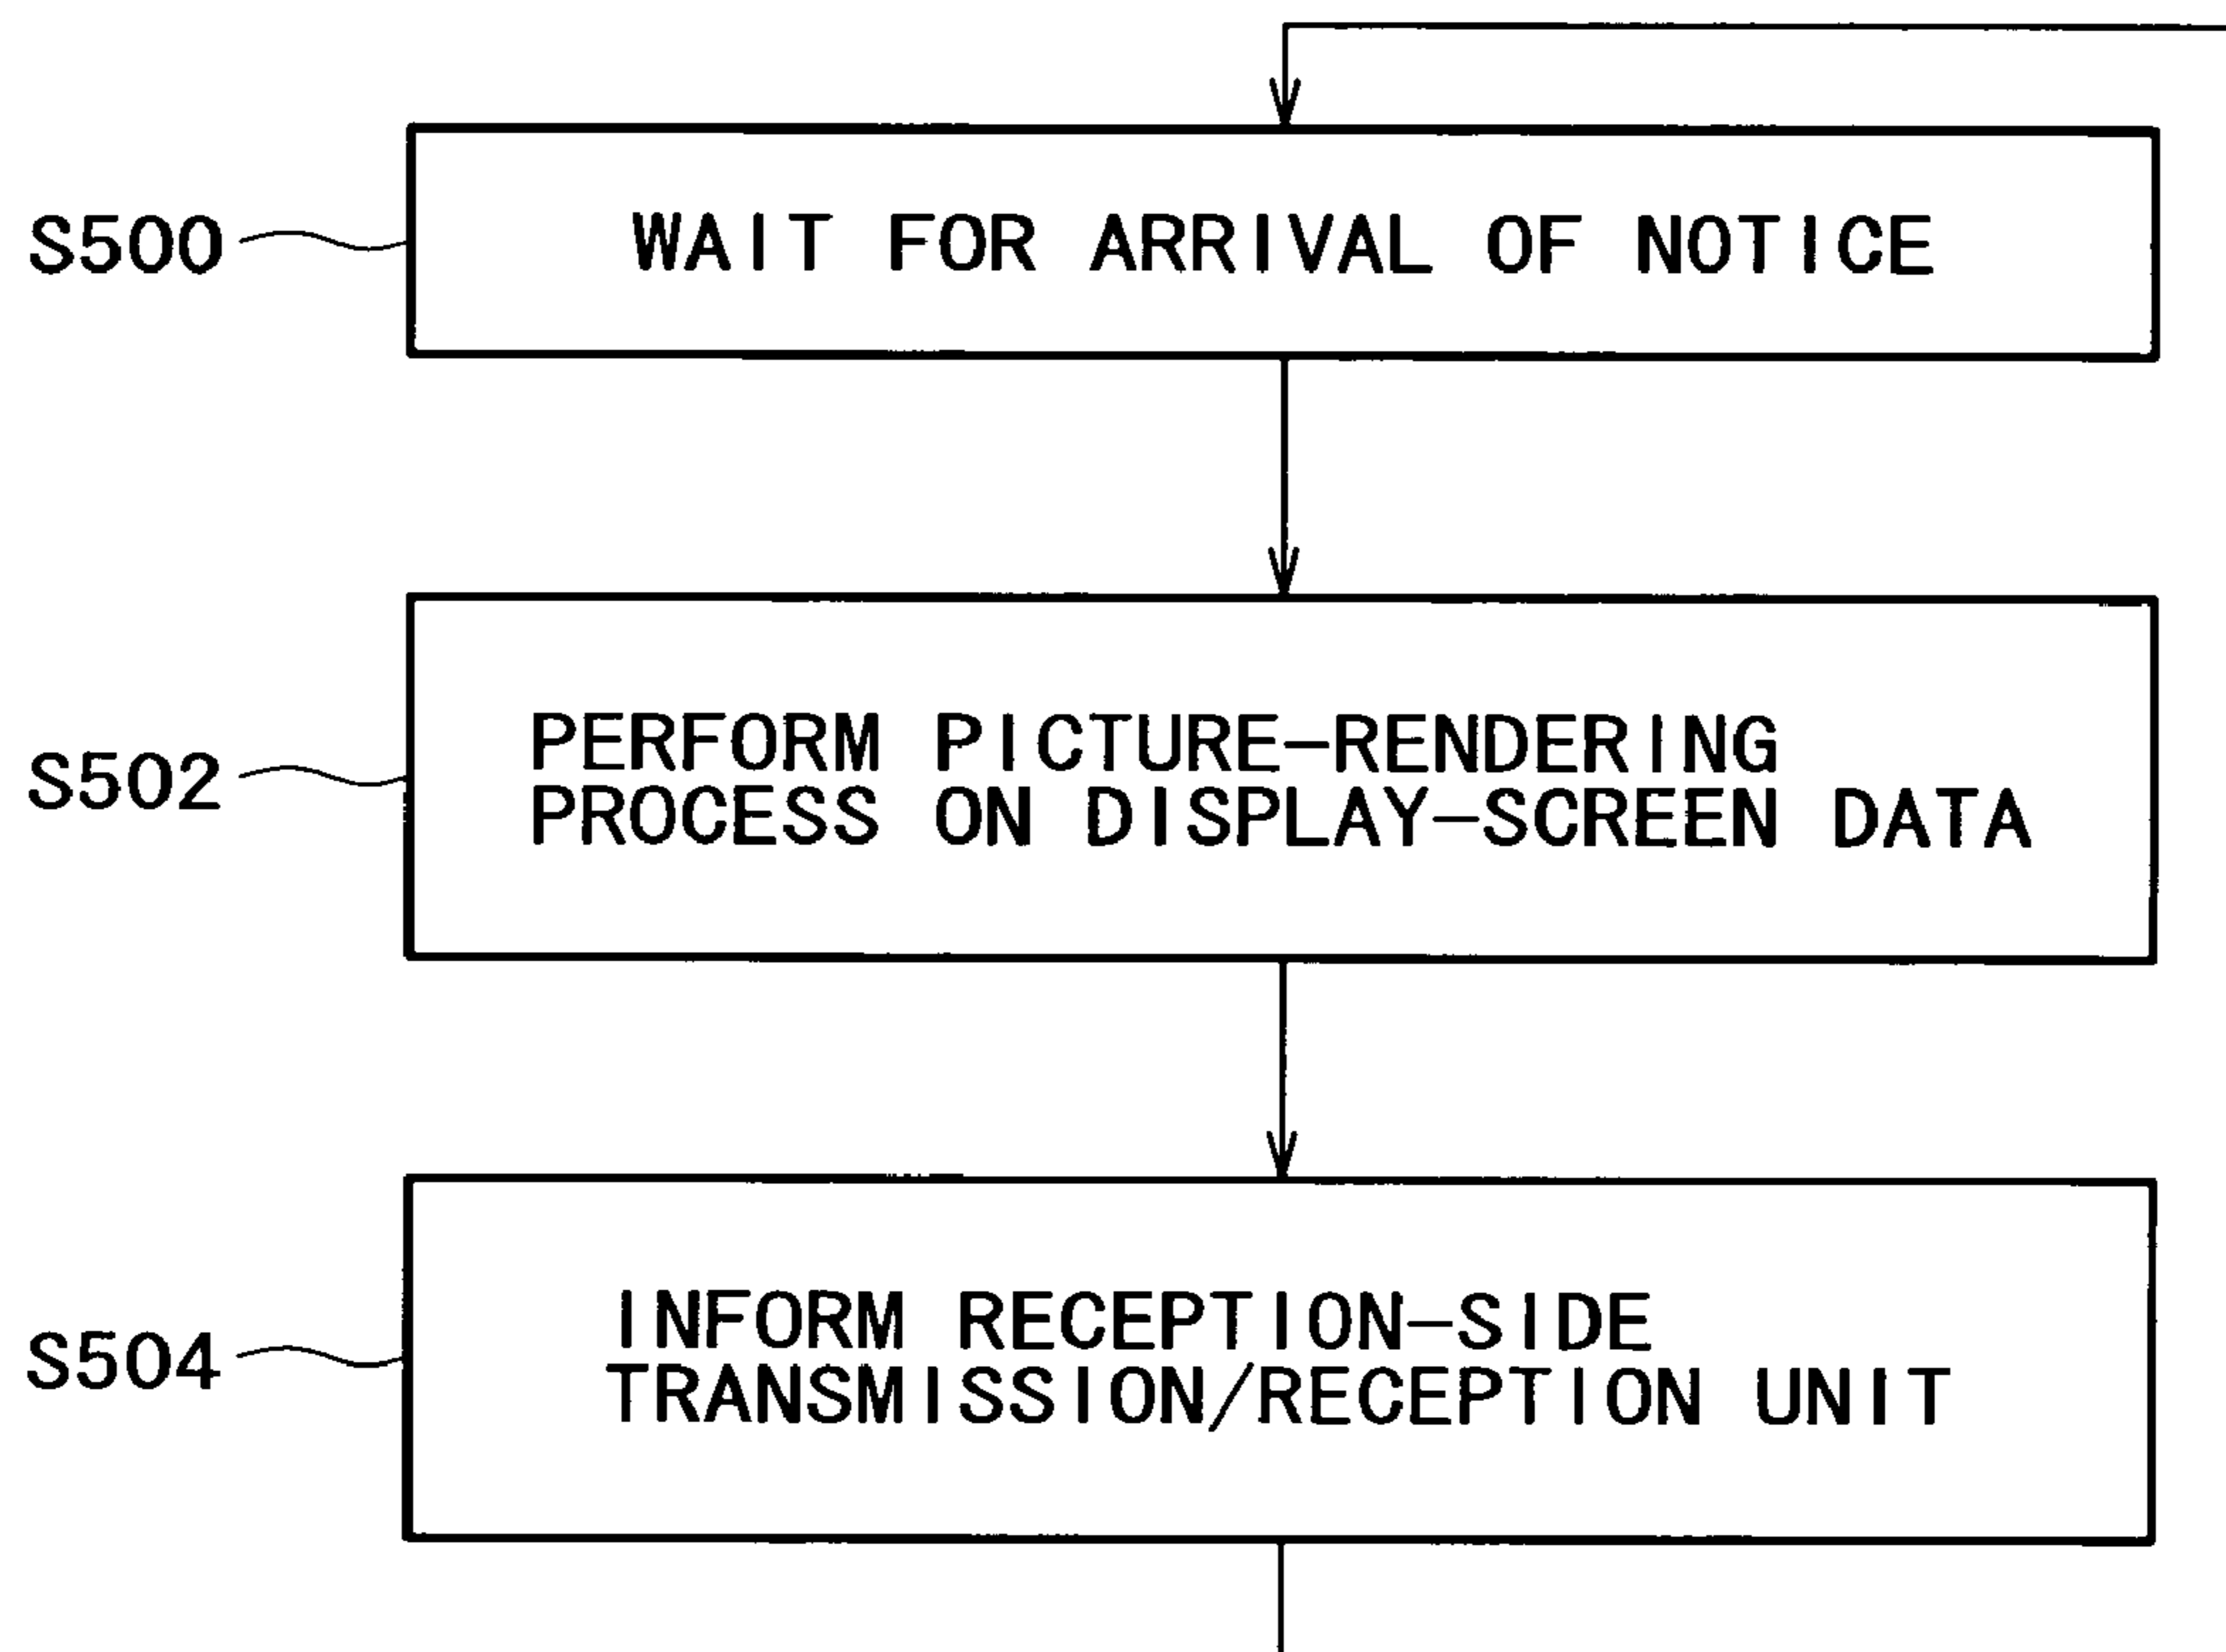 S500
WAIT FOR ARRIVAL OF NOTICE
S502
PERFORM PICTURE-RENDERING
PROCESS ON DISPLAY-SCREEN DATA
S504
INFORM RECEPTION-SIDE
TRANSMISSION/RECEPTION UNIT